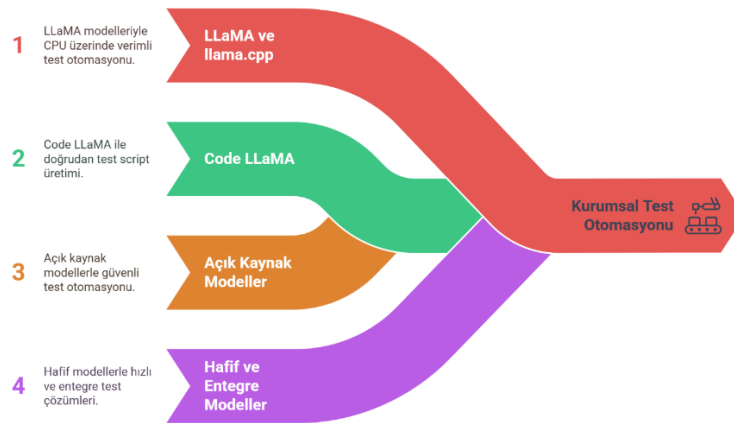 1
LLaMA modelleriyle
CPU üzerinde verimli
test otomasyonu.
LLaMA ve
llama.cpp
2
Code LLaMA ile
doğrudan test script
üretimi.
Code LLaMA
3
Açık kaynak
modellerle güvenli
test otomasyonu.
Açık Kaynak
Modeller
4
Hafif modellerle hızlı
ve entegre test
çözümleri.
Hafif ve
Entegre
Modeller
Kurumsal Test
Otomasyonu